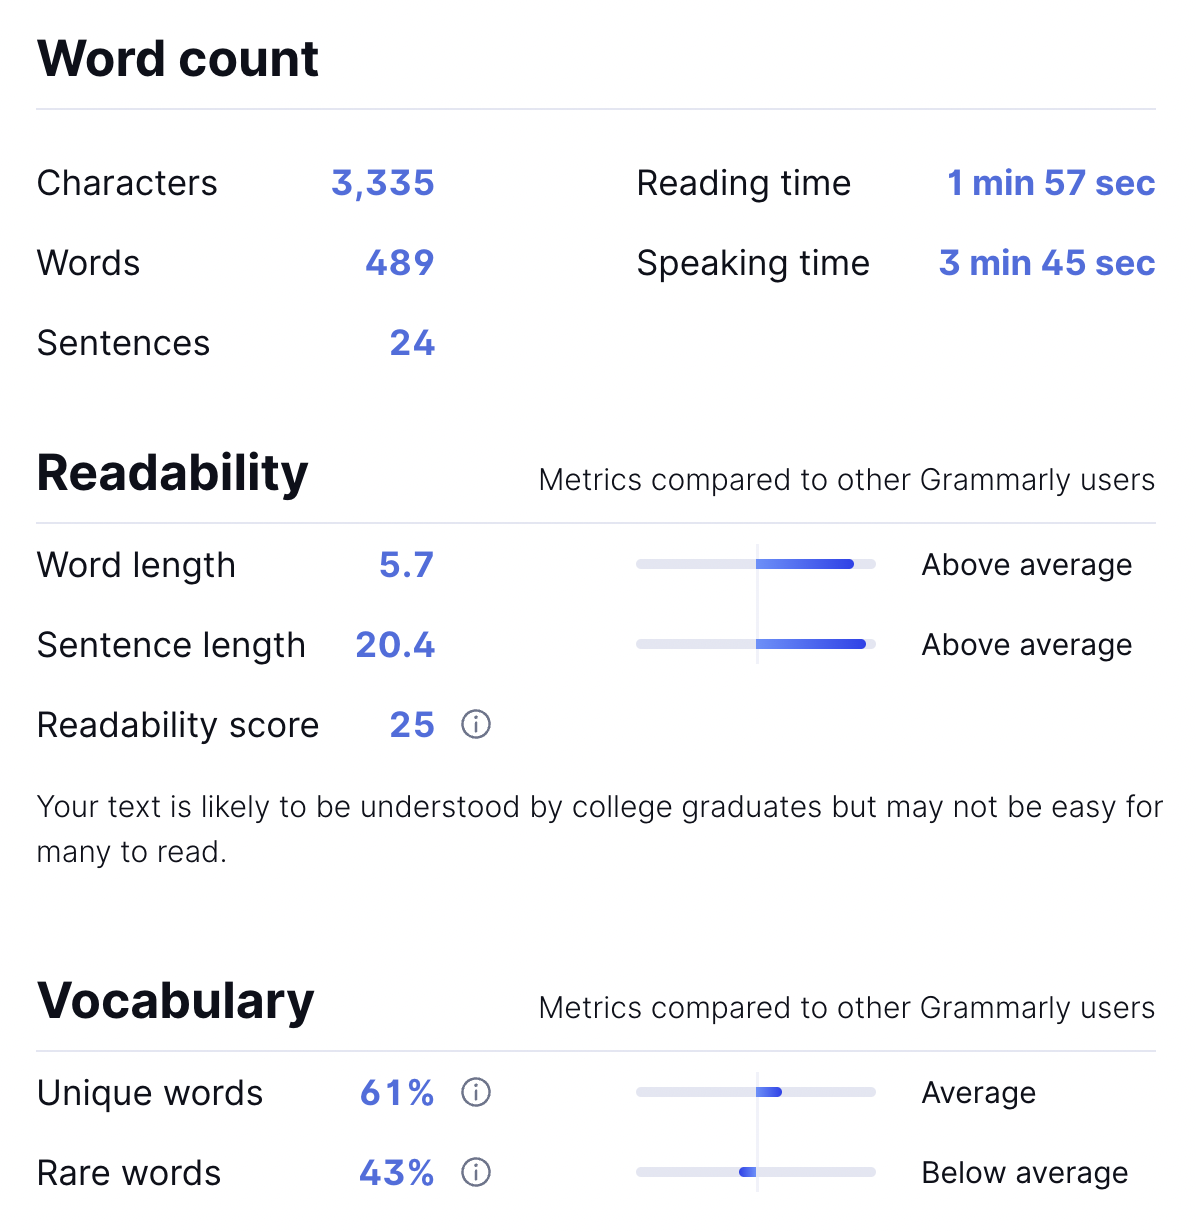 Word count
Characters 3,335 Reading time 1 min 57 sec
Words 489 Speaking time 3 min 45 sec
Sentences 24
Readability Metrics compared to other Grammarly users
Word length 5.7 Above average
Sentence length 20.4 Above average
Readability score 25
Your text is likely to be understood by college graduates but may not be easy for
many to read.
Vocabulary Metrics compared to other Grammarly users
Unique words 61% Average
Rare words 43% Below average